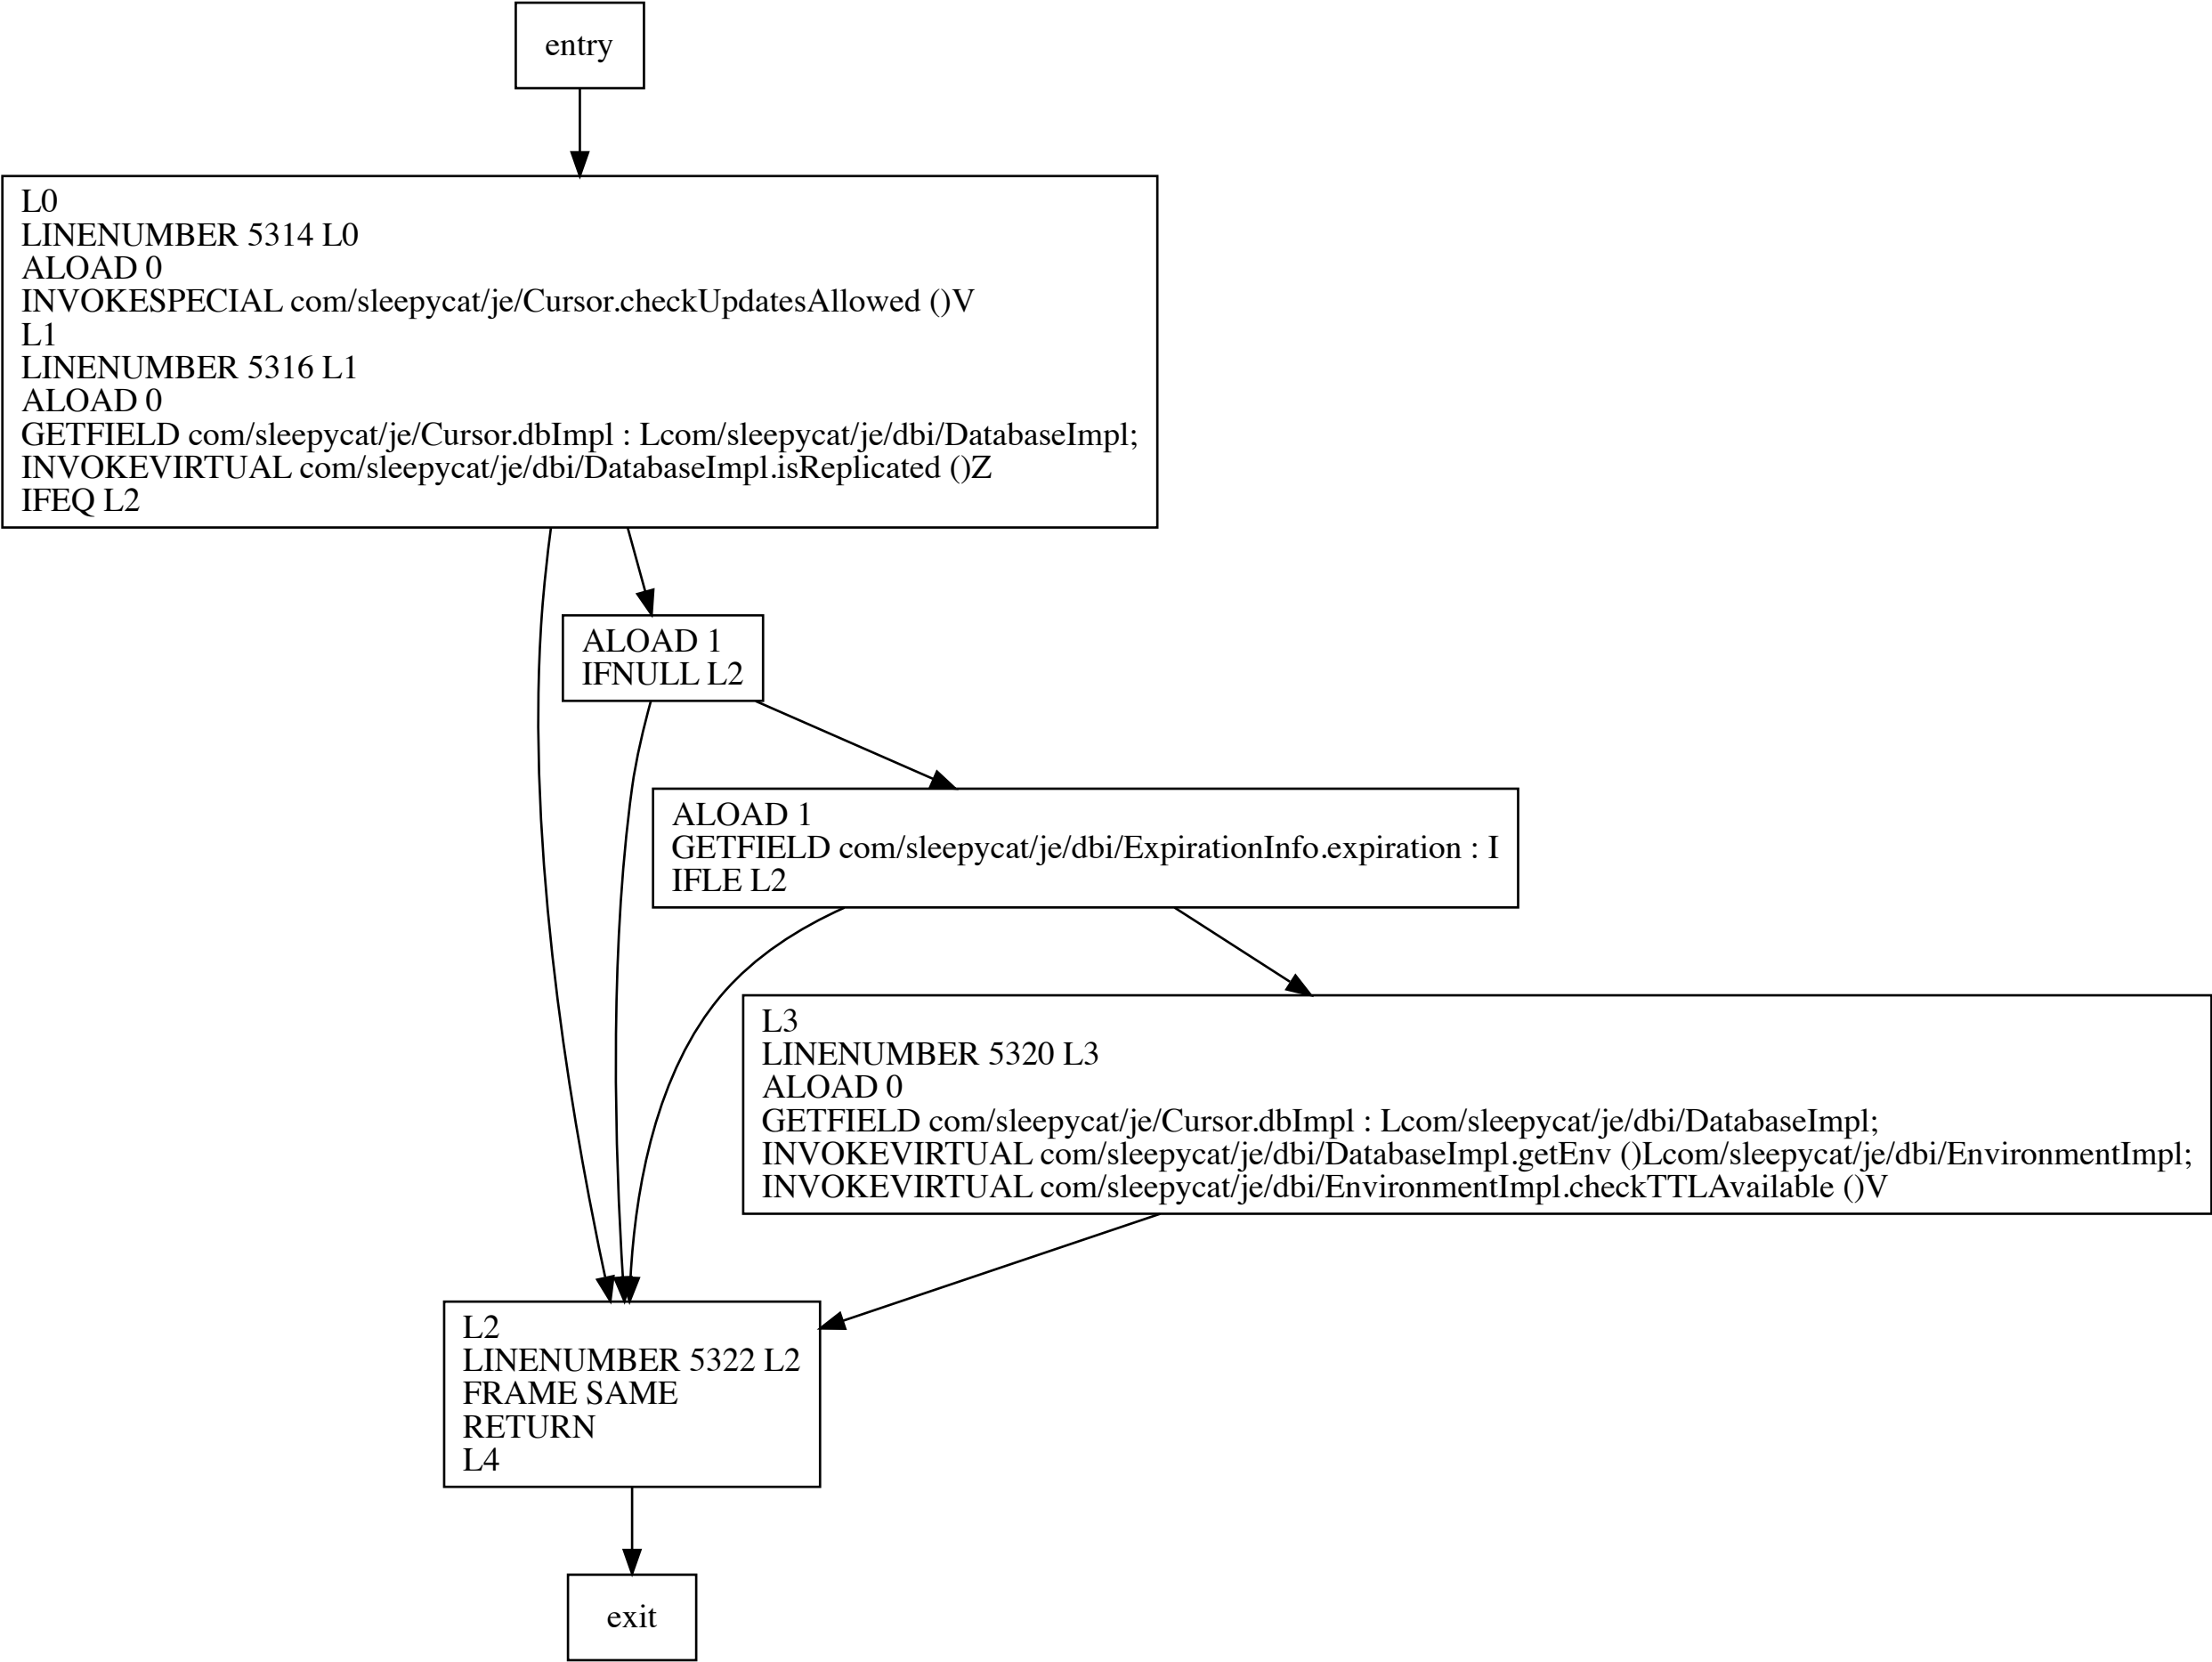 entry
L0
LINENUMBER 5314 L0
ALOAD 0
INVOKESPECIAL com/sleepycat/je/Cursor.checkUpdatesAllowed ()V
L1
LINENUMBER 5316 L1
ALOAD 0
GETFIELD com/sleepycat/je/Cursor.dbImpl : Lcom/sleepycat/je/dbi/DatabaseImpl;
INVOKEVIRTUAL com/sleepycat/je/dbi/DatabaseImpl.isReplicated ()Z
IFEQ L2
ALOAD 1
IFNULL L2
ALOAD 1
GETFIELD com/sleepycat/je/dbi/ExpirationInfo.expiration : I
IFLE L2
L3
LINENUMBER 5320 L3
ALOAD 0
GETFIELD com/sleepycat/je/Cursor.dbImpl : Lcom/sleepycat/je/dbi/DatabaseImpl;
INVOKEVIRTUAL com/sleepycat/je/dbi/DatabaseImpl.getEnv ()Lcom/sleepycat/je/dbi/EnvironmentImpl;
INVOKEVIRTUAL com/sleepycat/je/dbi/EnvironmentImpl.checkTTLAvailable ()V
L2
LINENUMBER 5322 L2
FRAME SAME
RETURN
L4
exit